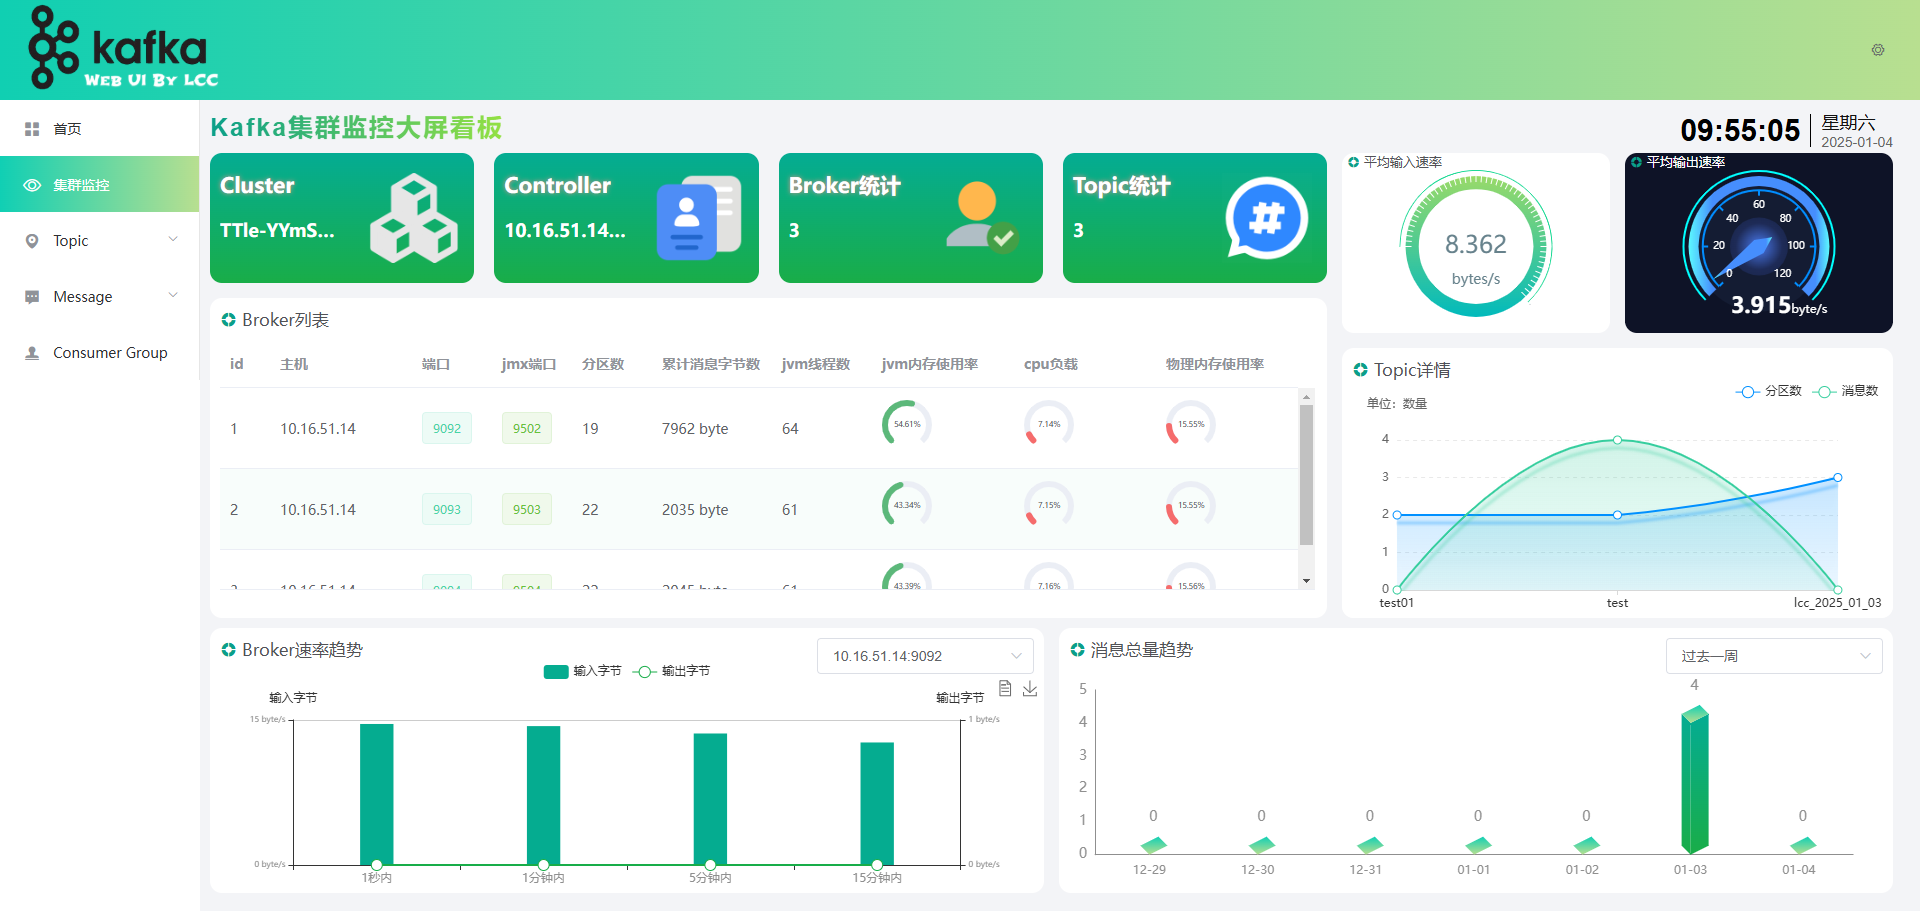 kafka
WEB UI BY LCC
首页
集群监控
Topic
Message
Consumer Group
Kafka集群监控大屏看板
09:55:05
星期六
2025-01-04
Cluster
TTle-YYmS...
Controller
10.16.51.14...
Broker统计
3
Topic统计
3
平均输入速率
8.362
bytes/s
平均输出速率
0 20 40 60 80 100 120
3.915byte/s
Broker列表
id 主机 端口 jmx端口 分区数 累计消息字节数 jvm线程数 jvm内存使用率 cpu负载 物理内存使用率
1 10.16.51.14 9092 9502 19 7962 byte 64 54.61% 7.14% 15.55%
2 10.16.51.14 9093 9503 22 2035 byte 61 43.34% 7.15% 15.55%
10.16.51.14 43.39% 7.16% 15.56%
Topic详情
分区数 消息数
单位：数量
4
3
2
1
0
test01 test lcc_2025_01_03
Broker速率趋势
10.16.51.14:9092
输入字节 输出字节
输入字节 输出字节
15 byte/s 1 byte/s
0 byte/s 0 byte/s
1秒内 1分钟内 5分钟内 15分钟内
消息总量趋势
过去一周
5
4
3
2
1
0
0 0 0 0 0 4 0
12-29 12-30 12-31 01-01 01-02 01-03 01-04